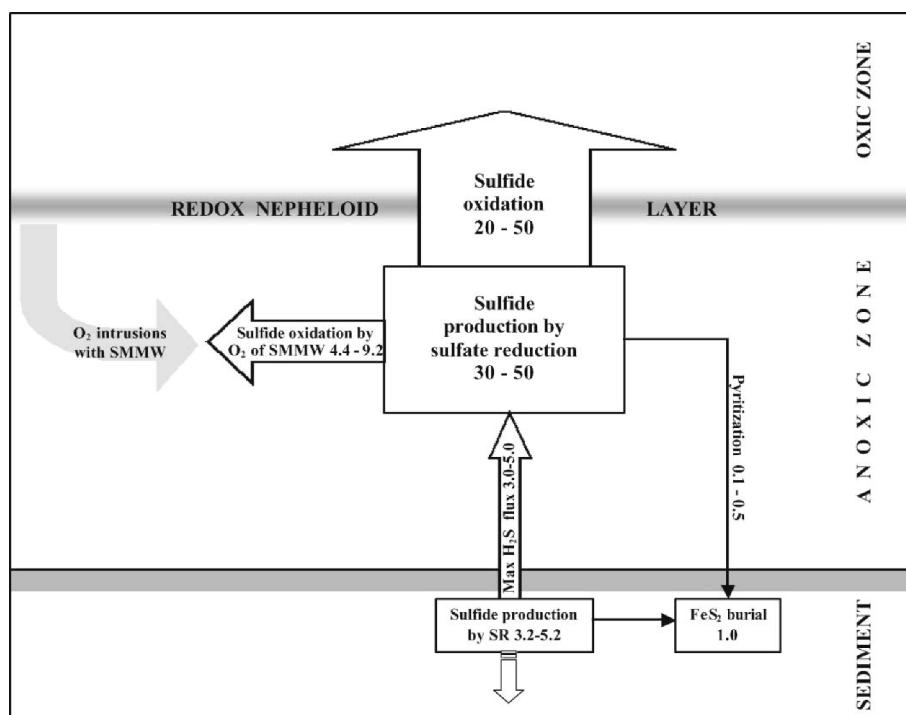 OXIC ZONE
Sulfide
oxidation
20 - 50
REDOX NEPHELOID
LAYER
Sulfide
production by
sulfate reduction
30 - 50
O₂ intrusions
with SMMW
Sulfide oxidation by
O₂ of SMMW 4.4 - 9.2
ANOXIC ZONE
Pyritization 0.1 - 0.5
Max H₂S flux 3.0-5.0
Sulfide production
by SR 3.2-5.2
FeS₂ burial
1.0
SEDIMENT